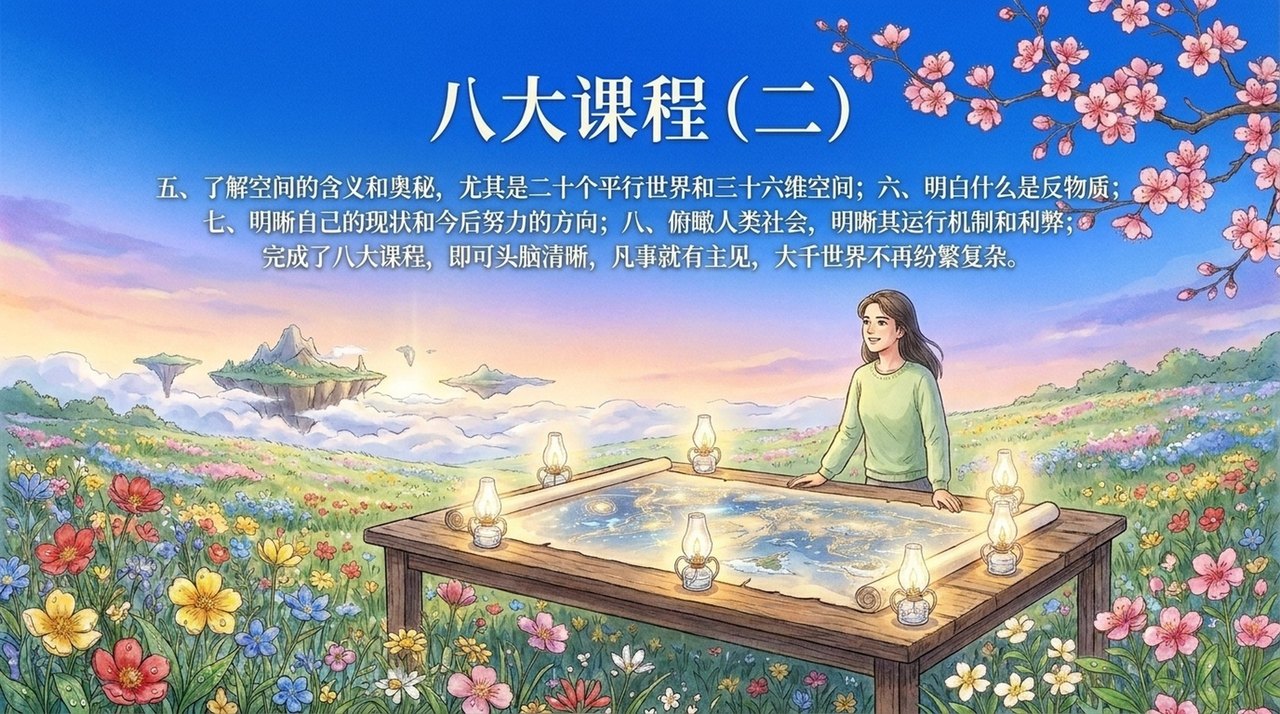 八大课程（二）
五、了解空间的含义和奥秘，尤其是二十个平行世界和三十六维空间；六、明白什么是反物质；
七、明晰自己的现状和今后努力的方向；八、俯瞰人类社会，明晰其运行机制和利弊；
完成了八大课程，即可头脑清晰，凡事就有主见，大千世界不再纷繁复杂。